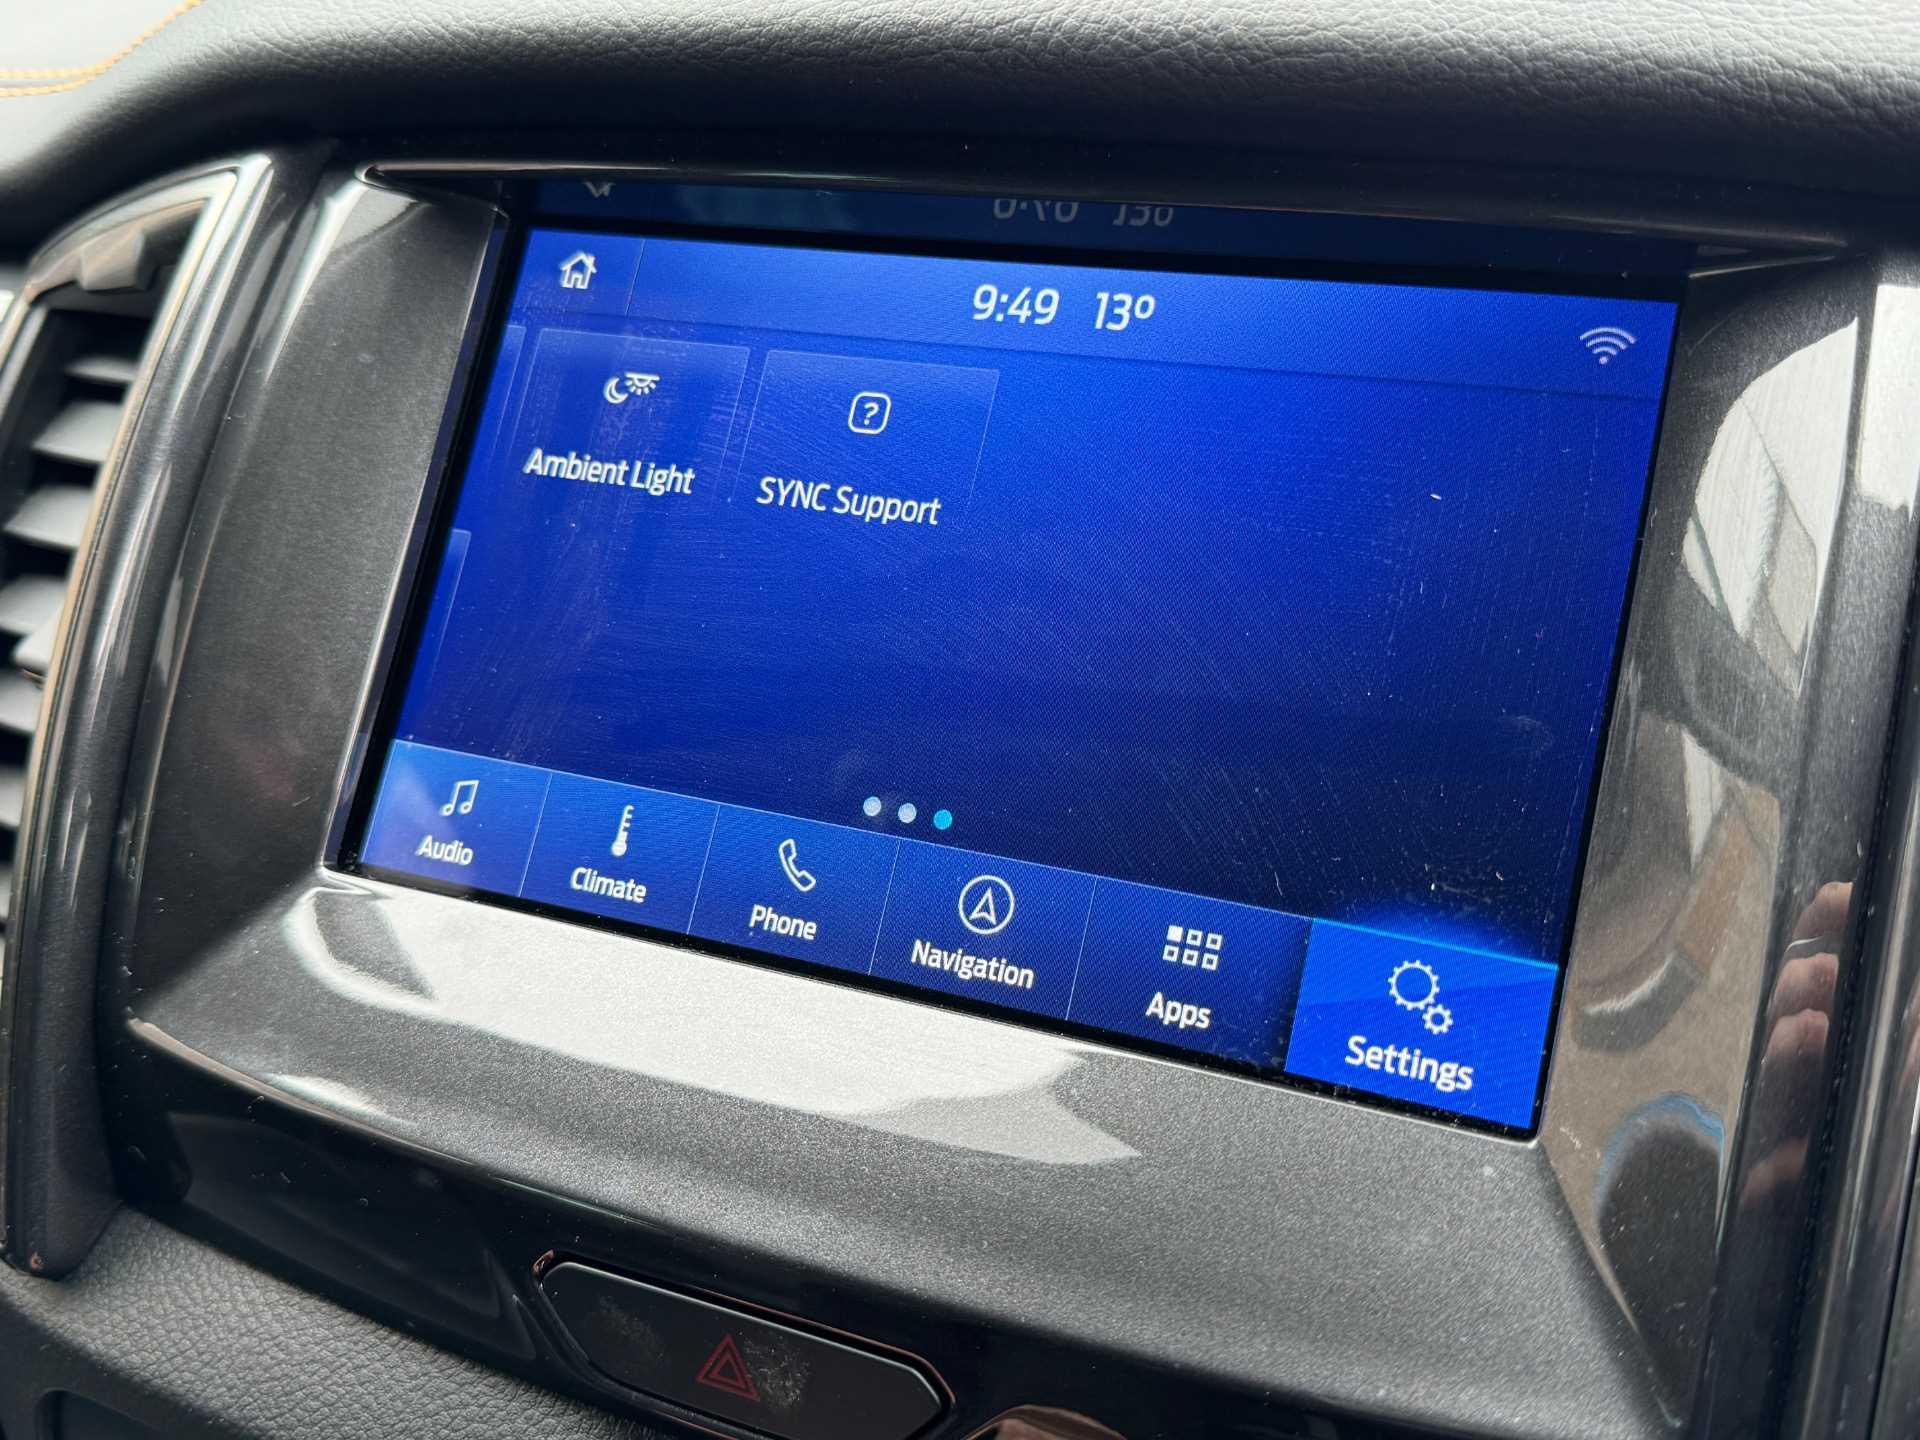 9:49 13°
Ambient Light
SYNC Support
Audio
Climate
Phone
Navigation
Apps
Settings